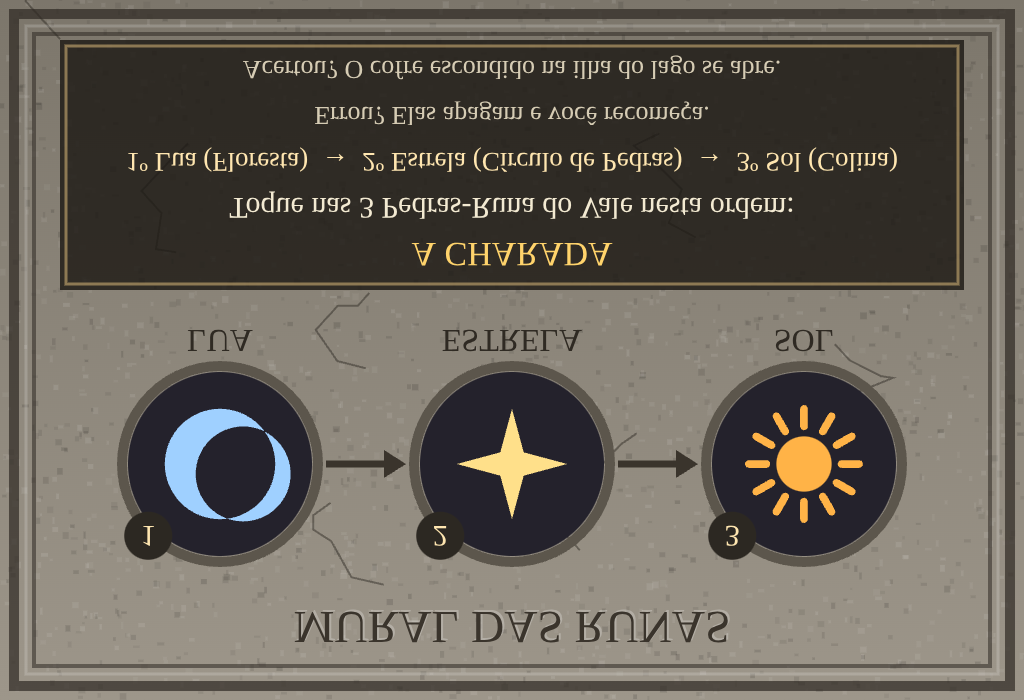 MURAL DAS RUNAS
1 2 3
LUA ESTRELA SOL
A CHARADA
Toque nas 3 Pedras-Runa do Vale nesta ordem:
1º Lua (Floresta) → 2º Estrela (Círculo de Pedras) → 3º Sol (Colina)
Errou? Elas apagam e você recomeça.
Acertou? O cofre escondido na ilha do lago se abre.